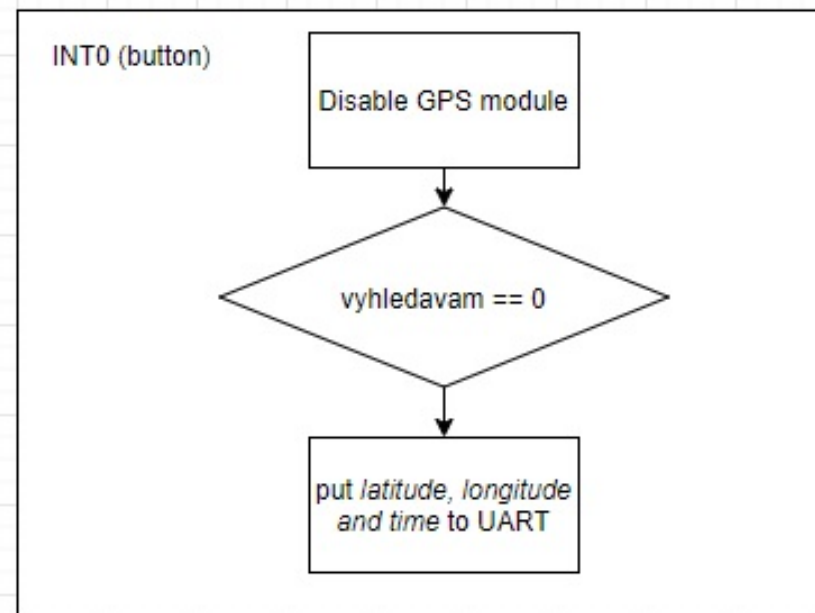 INT0 (button)
Disable GPS module
vyhledavam == 0
put latitude, longitude
and time to UART